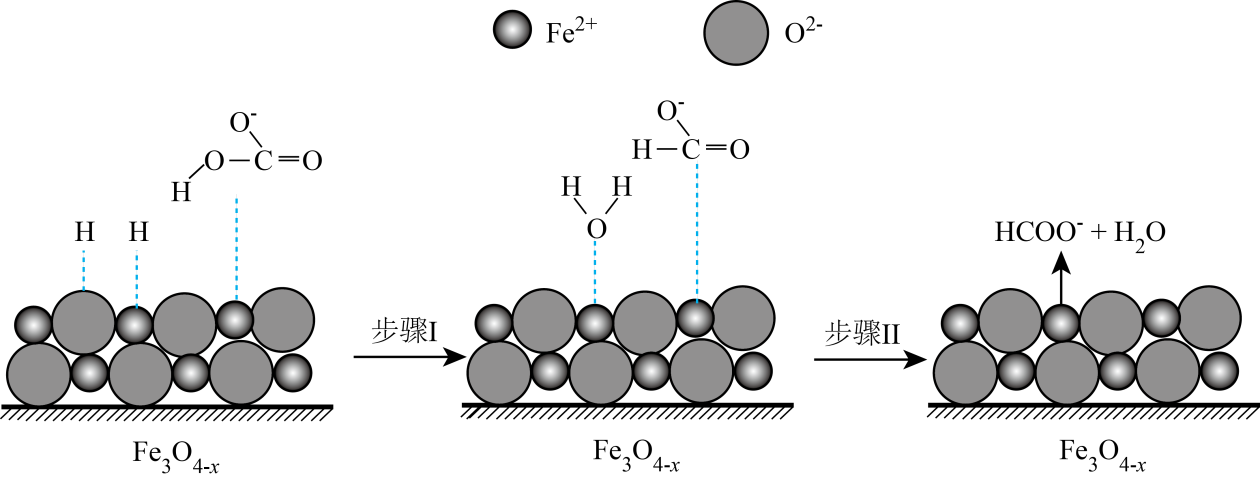 Fe²⁺
O²⁻
O⁻
H
O
C
O
H
H
Fe₃O₄₋ₓ
步骤I
O⁻
H
C
O
H
H
O
Fe₃O₄₋ₓ
步骤II
HCOO⁻ + H₂O
Fe₃O₄₋ₓ